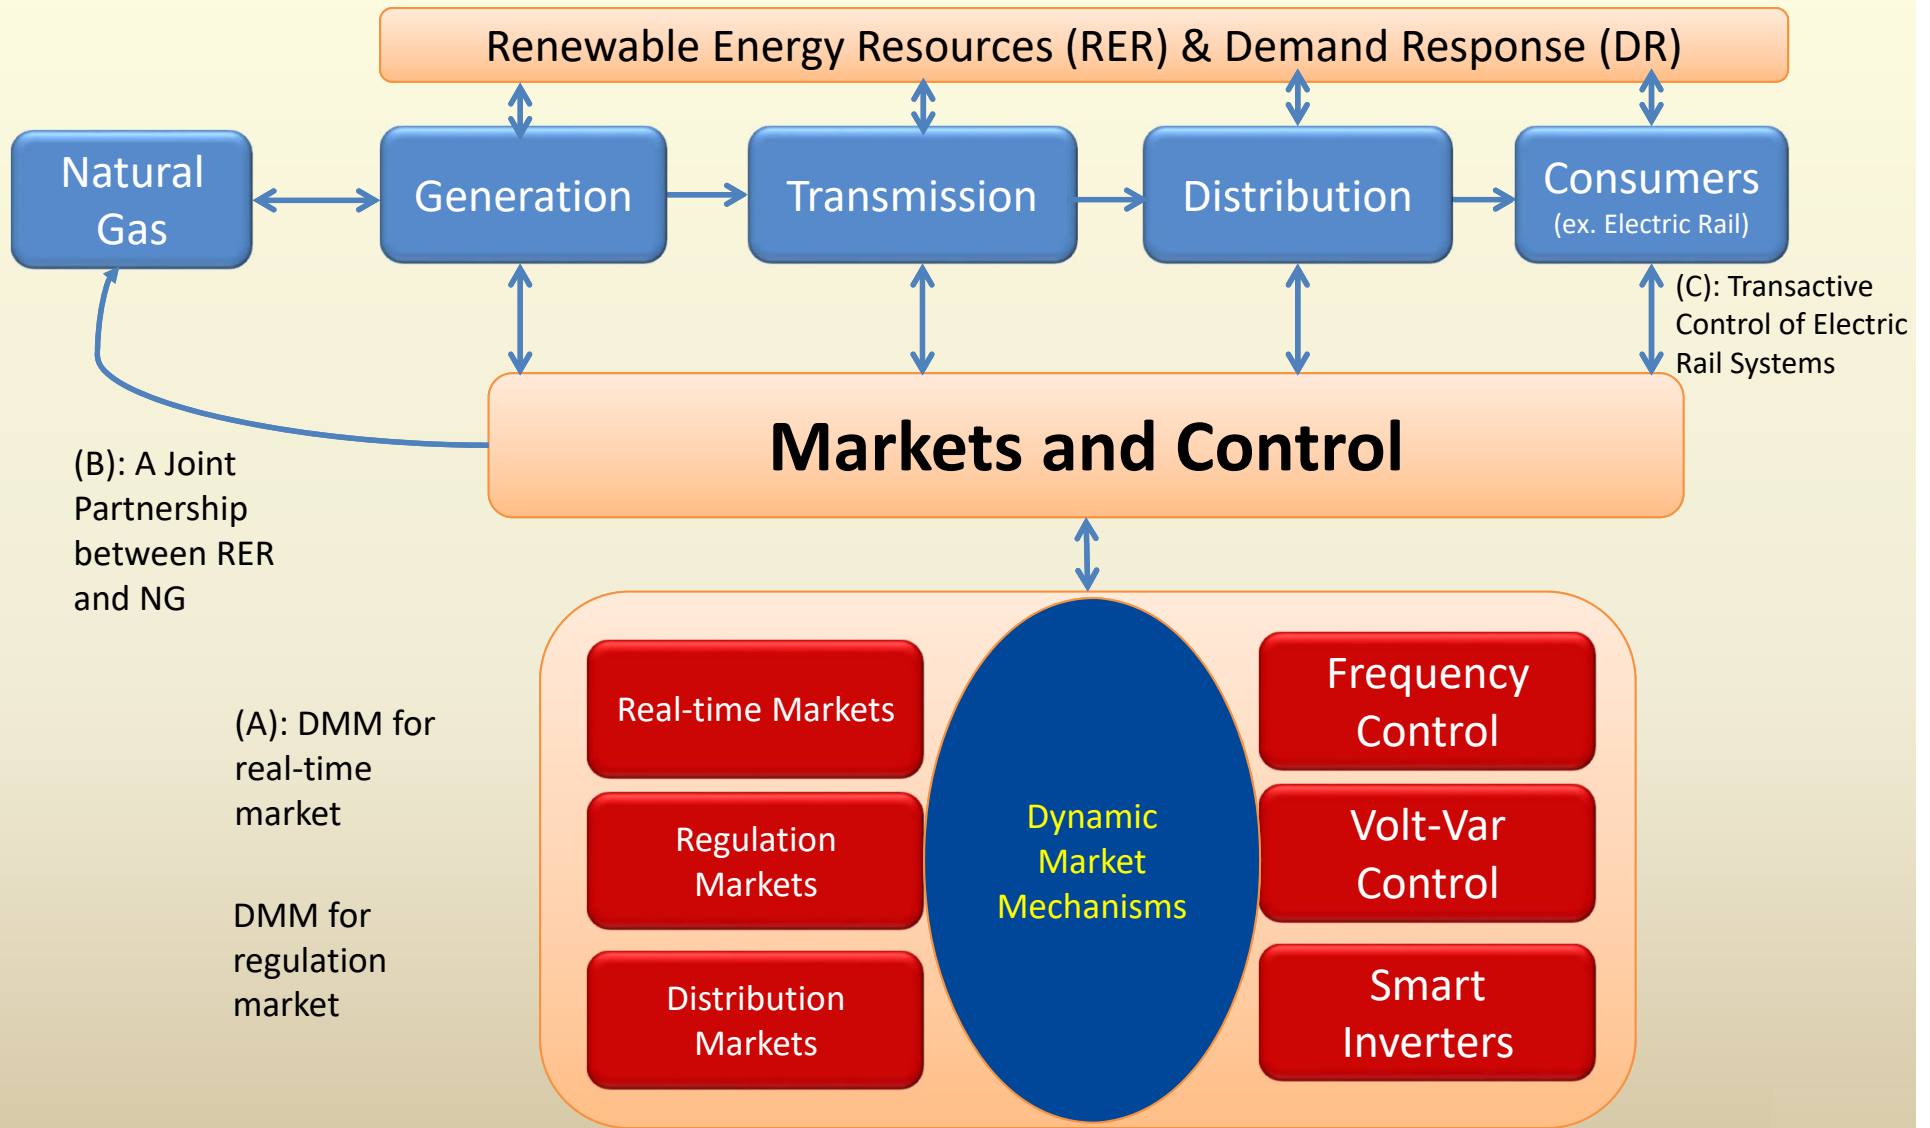 Renewable Energy Resources (RER) & Demand Response (DR)
Natural
Gas
Generation
Transmission
Distribution
Consumers
(ex. Electric Rail)
(C): Transactive
Control of Electric
Rail Systems
Markets and Control
(B): A Joint
Partnership
between RER
and NG
(A): DMM for
real-time
market
DMM for
regulation
market
Real-time Markets
Regulation
Markets
Distribution
Markets
Dynamic
Market
Mechanisms
Frequency
Control
Volt-Var
Control
Smart
Inverters